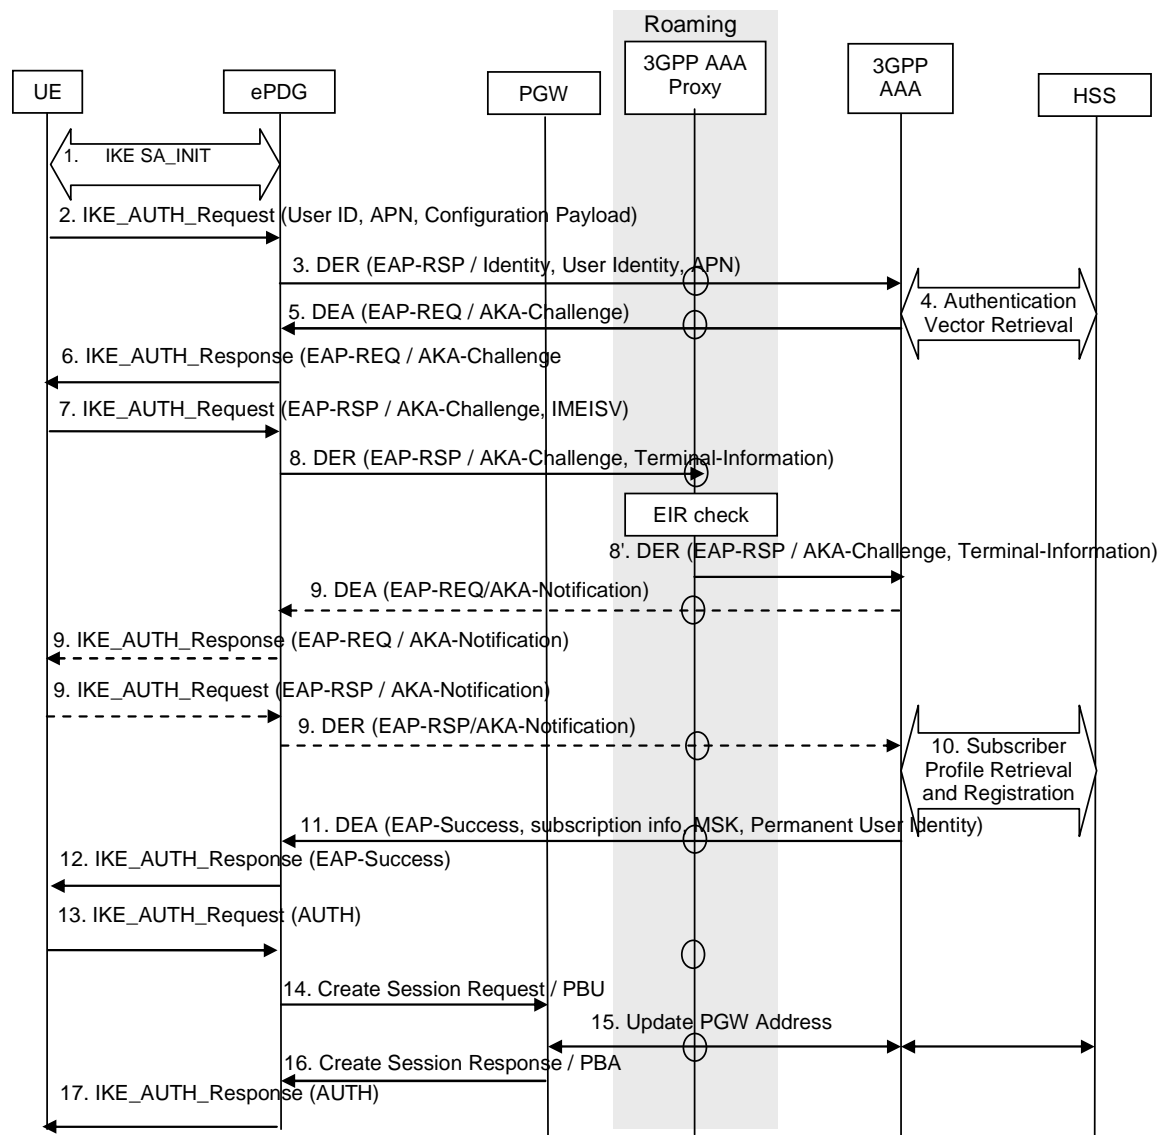 Roaming
UE
ePDG
PGW
3GPP AAA
Proxy
3GPP
AAA
HSS
1. IKE SA_INIT
2. IKE_AUTH_Request (User ID, APN, Configuration Payload)
3. DER (EAP-RSP / Identity, User Identity, APN)
4. Authentication
Vector Retrieval
5. DEA (EAP-REQ / AKA-Challenge)
6. IKE_AUTH_Response (EAP-REQ / AKA-Challenge
7. IKE_AUTH_Request (EAP-RSP / AKA-Challenge, IMEISV)
8. DER (EAP-RSP / AKA-Challenge, Terminal-Information)
EIR check
8'. DER (EAP-RSP / AKA-Challenge, Terminal-Information)
9. DEA (EAP-REQ/AKA-Notification)
9. IKE_AUTH_Response (EAP-REQ / AKA-Notification)
9. IKE_AUTH_Request (EAP-RSP / AKA-Notification)
9. DER (EAP-RSP/AKA-Notification)
10. Subscriber
Profile Retrieval
and Registration
11. DEA (EAP-Success, subscription info, MSK, Permanent User Identity)
12. IKE_AUTH_Response (EAP-Success)
13. IKE_AUTH_Request (AUTH)
14. Create Session Request / PBU
15. Update PGW Address
16. Create Session Response / PBA
17. IKE_AUTH_Response (AUTH)